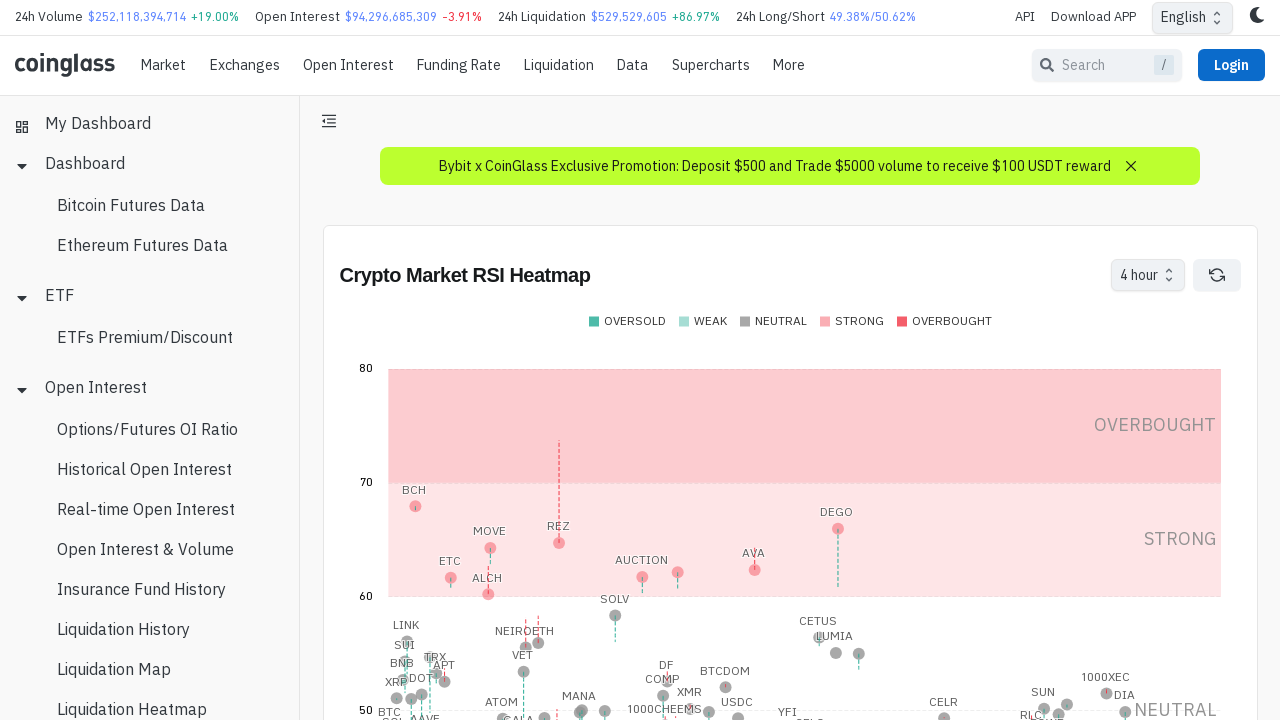 24h Volume $252,118,394,714 +19.00% Open Interest $94,296,685,309 -3.91% 24h Liquidation $529,529,605 +86.97% 24h Long/Short 49.38%/50.62% API Download APP English
coinglass Market Exchanges Open Interest Funding Rate Liquidation Data Supercharts More Search / Login
My Dashboard
Dashboard
Bitcoin Futures Data
Ethereum Futures Data
ETF
ETFs Premium/Discount
Open Interest
Options/Futures OI Ratio
Historical Open Interest
Real-time Open Interest
Open Interest & Volume
Insurance Fund History
Liquidation History
Liquidation Map
Liquidation Heatmap
Bybit x CoinGlass Exclusive Promotion: Deposit $500 and Trade $5000 volume to receive $100 USDT reward
Crypto Market RSI Heatmap
4 hour
OVERSOLD WEAK NEUTRAL STRONG OVERBOUGHT
80
OVERBOUGHT
70
BCH
DEGO
REZ
MOVE
STRONG
AVA
ETC
AUCTION
ALCH
60
SOLV
CETUS
LINK
NEIROETH
LUMIA
SUI
VET
TRX
BNB
APT
DF
BTCDOM
DOT
COMP
1000XEC
XRP
XMR
SUN
MANA
DIA
ATOM
USDC
CELR
50
BTC
1000CHEEMS
YFI
NEUTRAL
AAVE